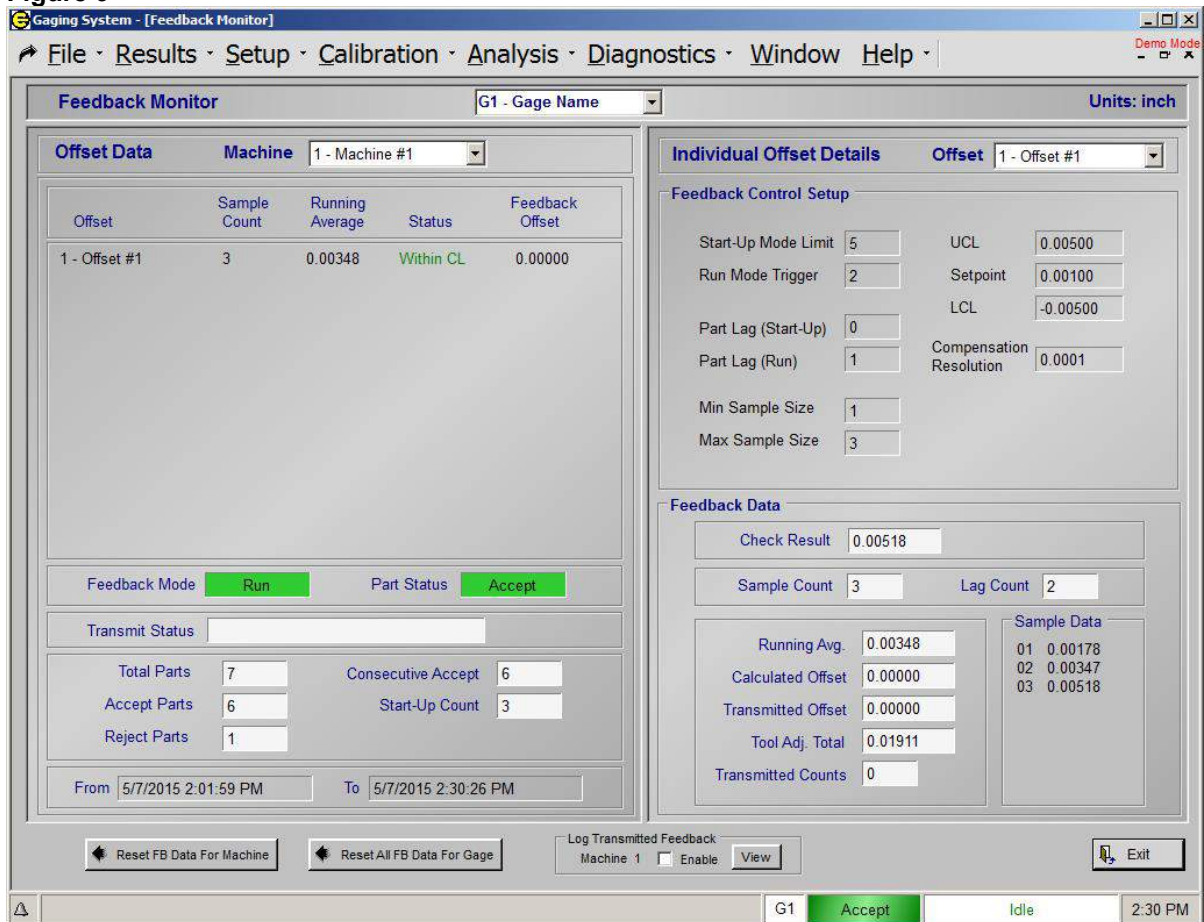 Gaging System - [Feedback Monitor]
File Results Setup Calibration Analysis Diagnostics Window Help
Demo Mode
Feedback Monitor G1 - Gage Name Units: inch
Offset Data Machine 1 - Machine #1
Offset Sample Count Running Average Status Feedback Offset
1 - Offset #1 3 0.00348 Within CL 0.00000
Feedback Mode Run Part Status Accept
Transmit Status
Total Parts 7 Consecutive Accept 6
Accept Parts 6 Start-Up Count 3
Reject Parts 1
From 5/7/2015 2:01:59 PM To 5/7/2015 2:30:26 PM
Individual Offset Details Offset 1 - Offset #1
Feedback Control Setup
Start-Up Mode Limit 5 UCL 0.00500
Run Mode Trigger 2 Setpoint 0.00100
LCL -0.00500
Part Lag (Start-Up) 0
Part Lag (Run) 1 Compensation Resolution 0.0001
Min Sample Size 1
Max Sample Size 3
Feedback Data
Check Result 0.00518
Sample Count 3 Lag Count 2
Running Avg. 0.00348
Calculated Offset 0.00000
Transmitted Offset 0.00000
Tool Adj. Total 0.01911
Transmitted Counts 0
Sample Data
01 0.00178
02 0.00347
03 0.00518
Reset FB Data For Machine Reset All FB Data For Gage
Log Transmitted Feedback
Machine 1 Enable View
Exit
G1 Accept Idle 2:30 PM